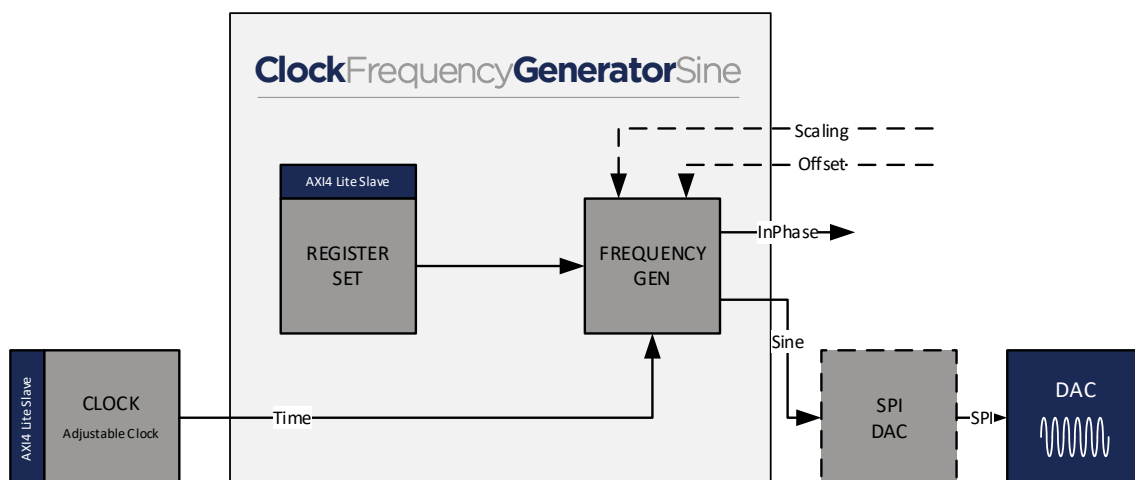 ClockFrequencyGeneratorSine
Scaling
Offset
AXI4 Lite Slave
REGISTER
SET
FREQUENCY
GEN
InPhase
Sine
AXI4 Lite Slave
CLOCK
Adjustable Clock
Time
SPI
DAC
SPI
DAC